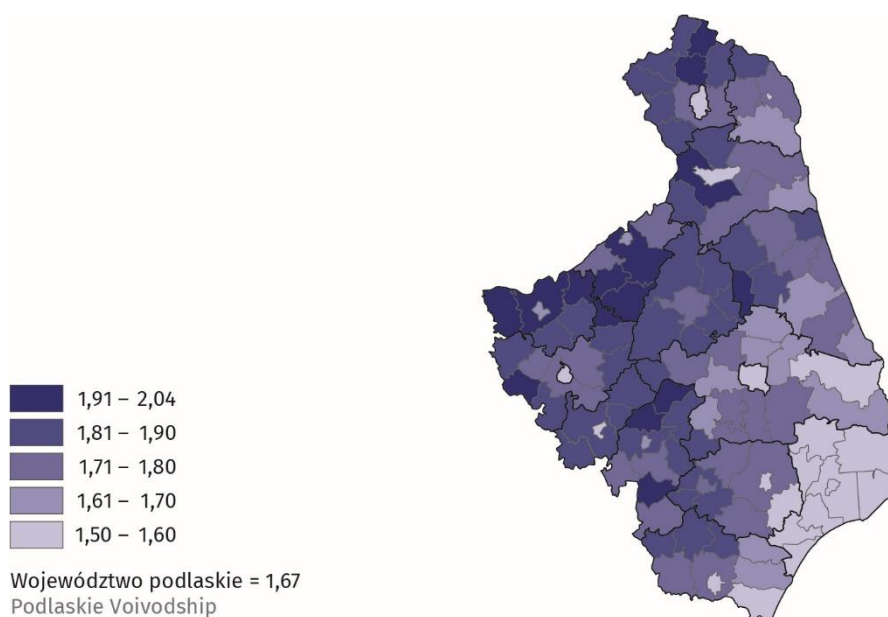 1,91 – 2,04
1,81 – 1,90
1,71 – 1,80
1,61 – 1,70
1,50 – 1,60
Województwo podlaskie = 1,67
Podlaskie Voivodship